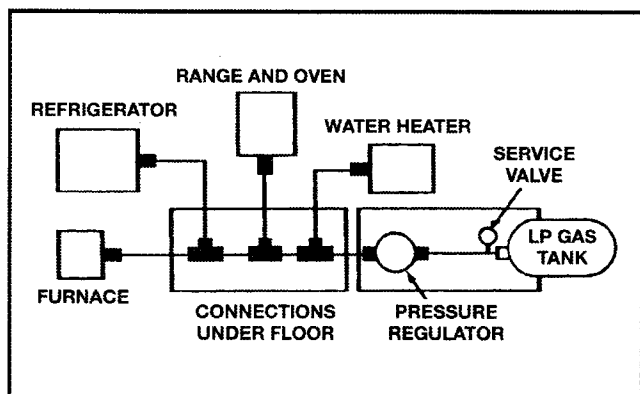 RANGE AND OVEN
REFRIGERATOR
WATER HEATER
SERVICE
VALVE
LP GAS
TANK
FURNACE
CONNECTIONS
UNDER FLOOR
PRESSURE
REGULATOR